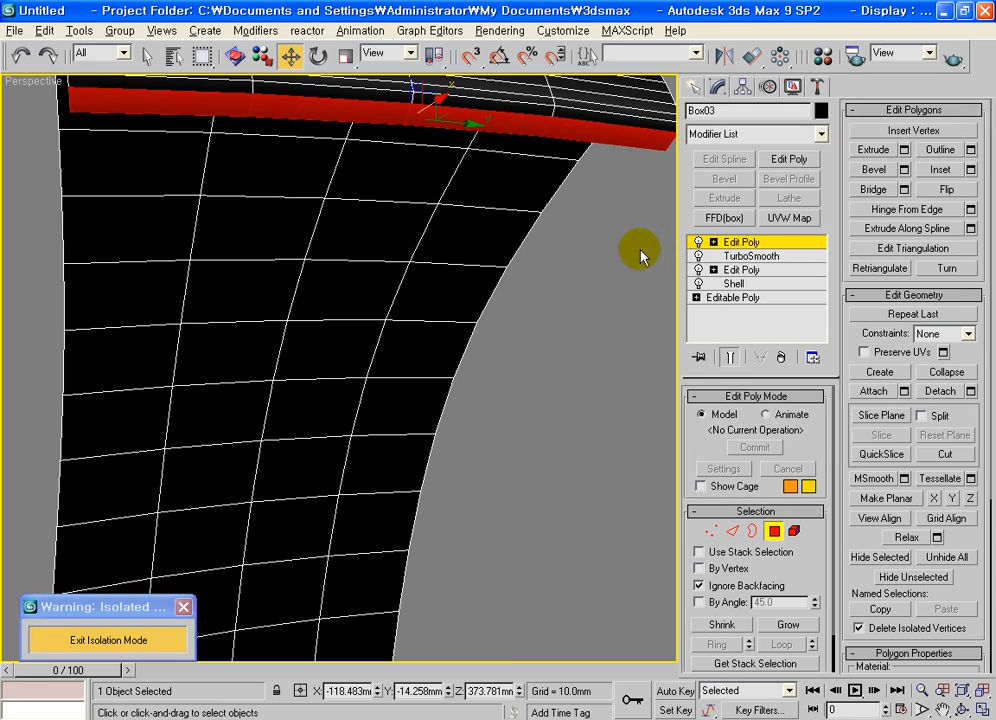 Untitled - Project Folder: C:₩Documents and Settings₩Administrator₩My Documents₩3dsmax - Autodesk 3ds Max 9 SP2 - Display : ...
File Edit Tools Group Views Create Modifiers reactor Animation Graph Editors Rendering Customize MAXScript Help
All View View
Perspective
Box03
Modifier List
Edit Spline Edit Poly
Bevel Bevel Profile
Extrude Lathe
FFD(box) UVW Map
Edit Poly
TurboSmooth
Edit Poly
Shell
Editable Poly
Edit Poly Mode
Model Animate
<No Current Operation>
Commit
Settings Cancel
Show Cage
Selection
Use Stack Selection
By Vertex
Ignore Backfacing
By Angle: 45.0
Shrink Grow
Ring Loop
Get Stack Selection
Edit Polygons
Insert Vertex
Extrude Outline
Bevel Inset
Bridge Flip
Hinge From Edge
Extrude Along Spline
Edit Triangulation
Retriangulate Turn
Edit Geometry
Repeat Last
Constraints: None
Preserve UVs
Create Collapse
Attach Detach
Slice Plane Split
Slice Reset Plane
QuickSlice Cut
MSmooth Tessellate
Make Planar X Y Z
View Align Grid Align
Relax
Hide Selected Unhide All
Hide Unselected
Named Selections:
Copy Paste
Delete Isolated Vertices
Polygon Properties
Material:
Warning: Isolated ...
Exit Isolation Mode
0 / 100
1 Object Selected X: -118.483m Y: -14.258mm Z: 373.781mm Grid = 10.0mm Auto Key Selected
Click or click-and-drag to select objects Add Time Tag Set Key Key Filters... 0